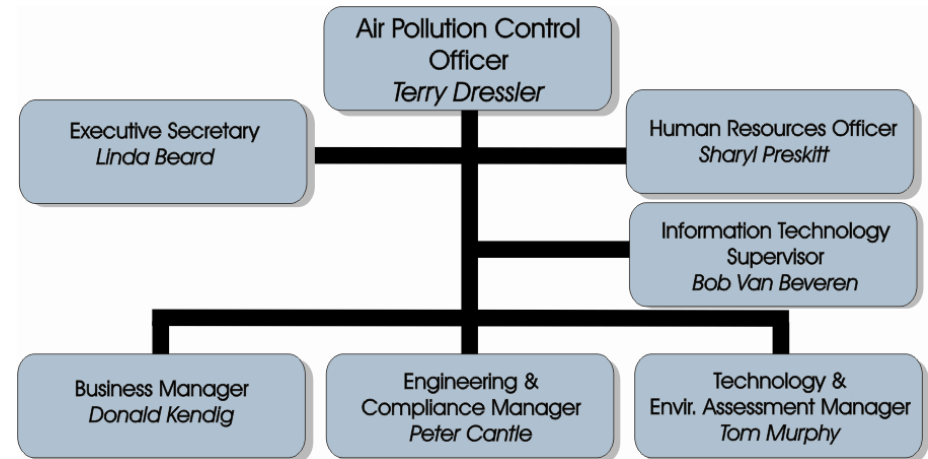 Air Pollution Control
Officer
Terry Dressler
Executive Secretary
Linda Beard
Human Resources Officer
Sharyl Preskitt
Information Technology
Supervisor
Bob Van Beveren
Business Manager
Donald Kendig
Engineering &
Compliance Manager
Peter Cantle
Technology &
Envir. Assessment Manager
Tom Murphy